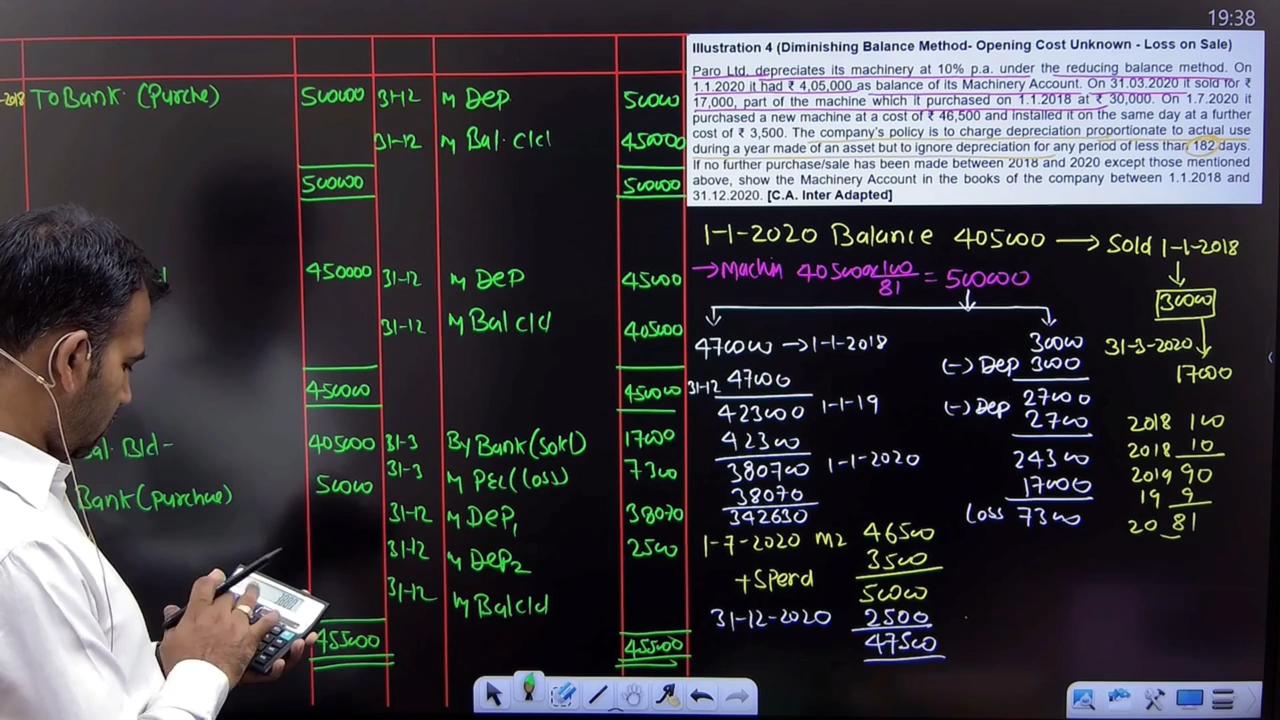 19:38
Illustration 4 (Diminishing Balance Method- Opening Cost Unknown - Loss on Sale)
Paro Ltd. depreciates its machinery at 10% p.a. under the reducing balance method. On
1.1.2020 it had ₹ 4,05,000 as balance of its Machinery Account. On 31.03.2020 it sold for ₹
17,000, part of the machine which it purchased on 1.1.2018 at ₹ 30,000. On 1.7.2020 it
purchased a new machine at a cost of ₹ 46,500 and installed it on the same day at a further
cost of ₹ 3,500. The company's policy is to charge depreciation proportionate to actual use
during a year made of an asset but to ignore depreciation for any period of less than 182 days.
If no further purchase/sale has been made between 2018 and 2020 except those mentioned
above, show the Machinery Account in the books of the company between 1.1.2018 and
31.12.2020. [C.A. Inter Adapted]
-2018 To Bank (Purche) 500000 31-12 Dep 50000
31-12 Bal. C/d 450000
500000 500000
450000 31-12 Dep 45000
31-12 Bal C/d 405000
450000 450000
Bal. B/d - 405000 31-3 By Bank (Sold) 17000
31-3 P&L (loss) 7300
Bank (purchae) 50000
31-12 Dep1 38070
31-12 Dep2 2500
31-12 Bal C/d
455000 455000
1-1-2020 Balance 405000 → Sold 1-1-2018
→ Machin 405000x100/81 = 500000
30000
470000 → 1-1-2018
31-12 47000
423000 1-1-19
42300
380700 1-1-2020
38070
342630
30000
(-) Dep 3000
27000
(-) Dep 2700
24300
17000
Loss 7300
31-3-2020
17000
2018 100
2018 10
2019 90
19 9
20 81
1-7-2020 M2 46500
+Spend 3500
50000
31-12-2020 2500
47500